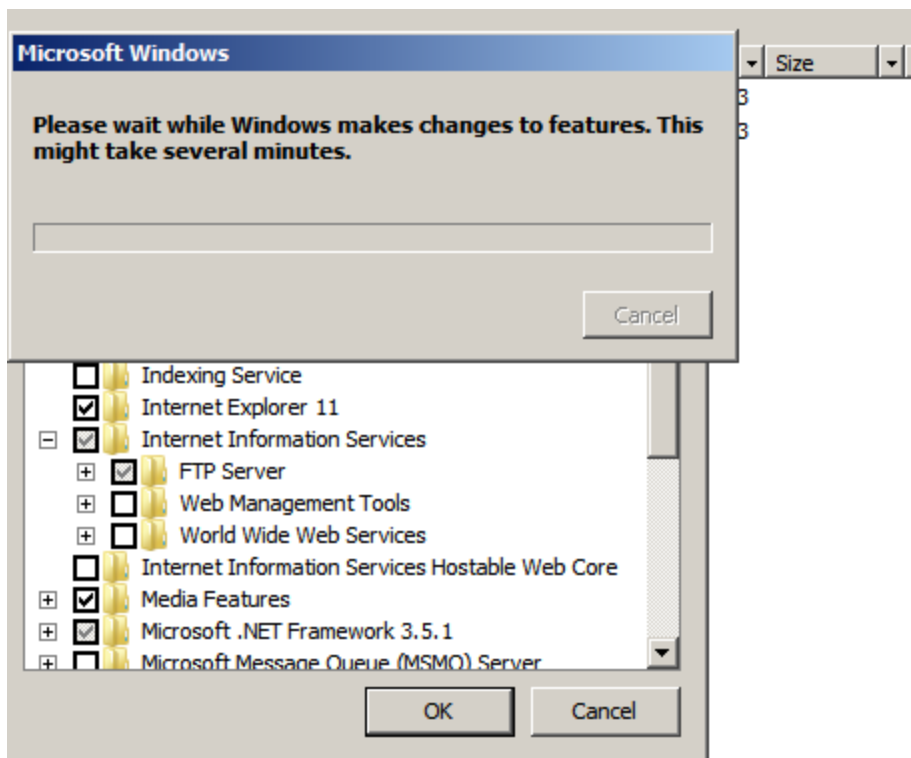 Microsoft Windows
Size
3
Please wait while Windows makes changes to features. This
3
might take several minutes.
Cancel
Indexing Service
Internet Explorer 11
Internet Information Services
FTP Server
Web Management Tools
World Wide Web Services
Internet Information Services Hostable Web Core
Media Features
Microsoft .NET Framework 3.5.1
Microsoft Message Queue (MSMQ) Server
OK
Cancel